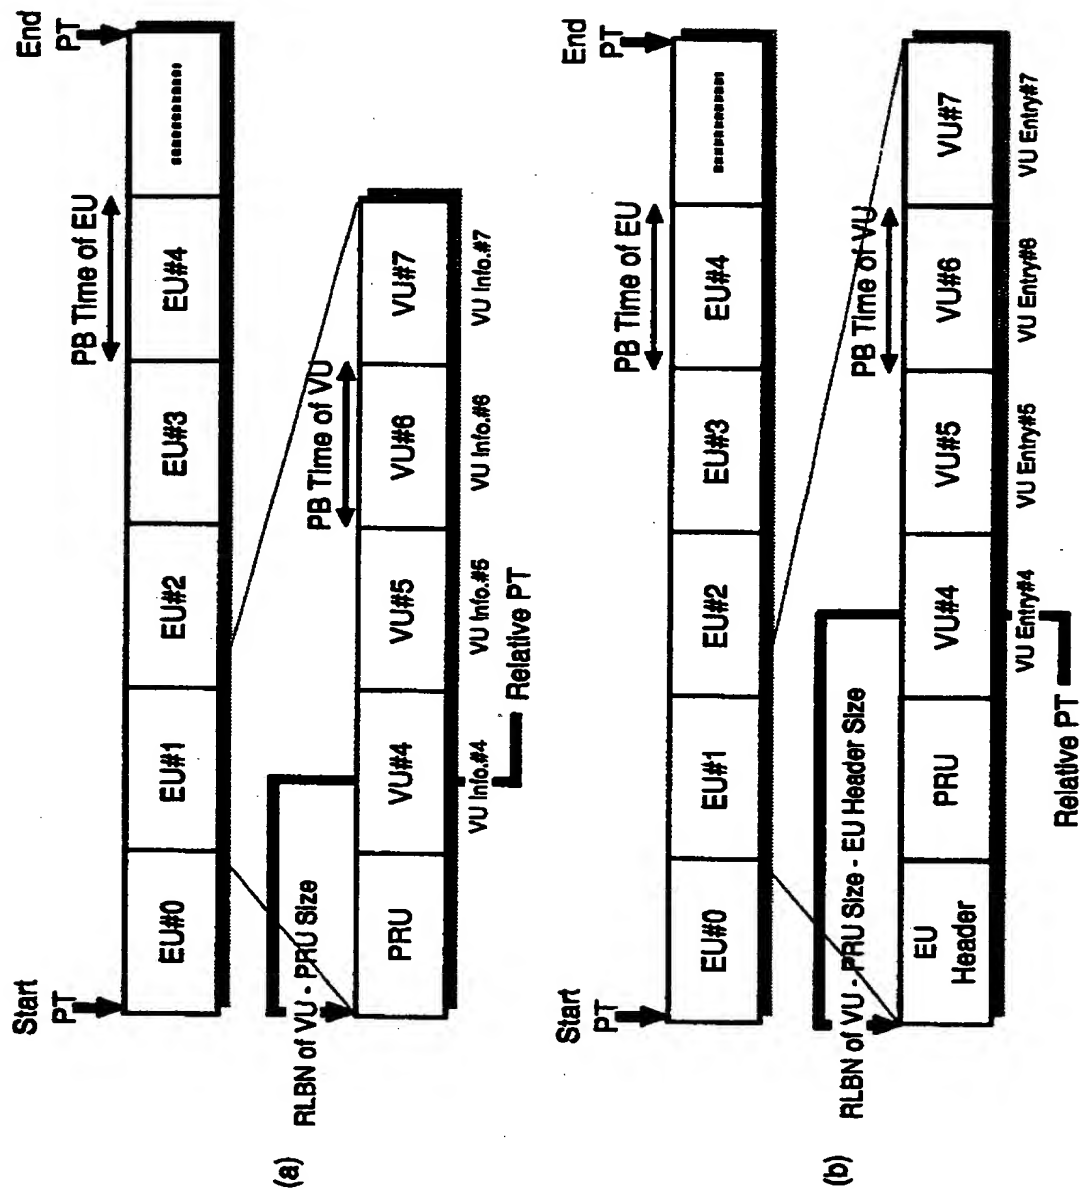 (a)
Start
PT
End
PT
PB Time of EU
EU#0 EU#1 EU#2 EU#3 EU#4 ...........
RLBN of VU - PRU Size
PB Time of VU
PRU VU#4 VU#5 VU#6 VU#7
VU Info.#4 VU Info.#5 VU Info.#6 VU Info.#7
Relative PT
(b)
Start
PT
End
PT
PB Time of EU
EU#0 EU#1 EU#2 EU#3 EU#4 ...........
RLBN of VU - PRU Size - EU Header Size
PB Time of VU
EU
Header
PRU VU#4 VU#5 VU#6 VU#7
VU Entry#4 VU Entry#5 VU Entry#6 VU Entry#7
Relative PT